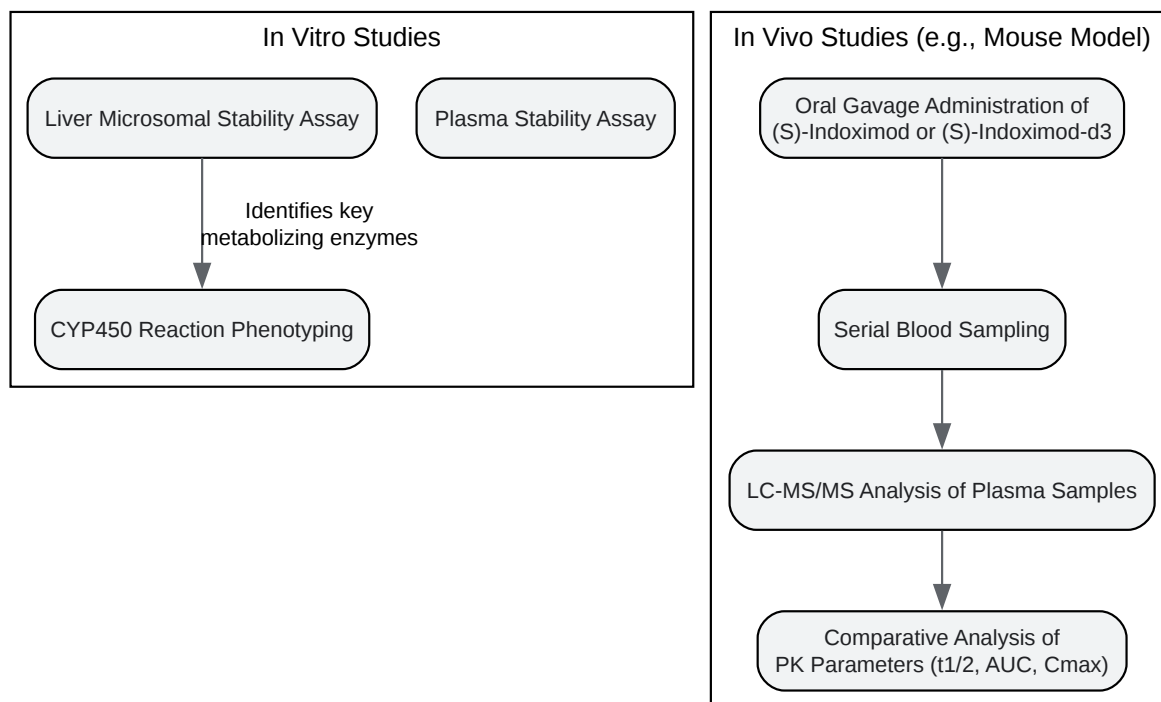 In Vitro Studies
Liver Microsomal Stability Assay
Plasma Stability Assay
Identifies key
metabolizing enzymes
CYP450 Reaction Phenotyping
In Vivo Studies (e.g., Mouse Model)
Oral Gavage Administration of
(S)-Indoximod or (S)-Indoximod-d3
Serial Blood Sampling
LC-MS/MS Analysis of Plasma Samples
Comparative Analysis of
PK Parameters (t1/2, AUC, Cmax)